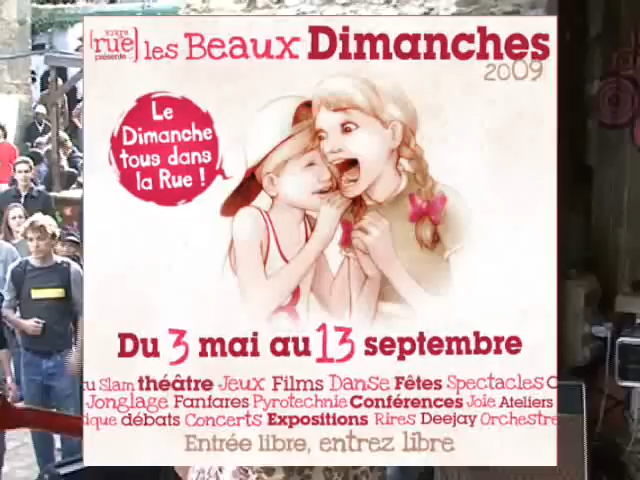 VIVRE
(rue) les Beaux Dimanches
présente...
2009
Le
Dimanche
tous dans
la Rue !
Du 3 mai au 13 septembre
Slam théâtre Jeux Films Danse Fêtes Spectacles
Jonglage Fanfares Pyrotechnie Conférences Joie Ateliers
débats Concerts Expositions Rires Deejay Orchestre
Entrée libre, entrez libre